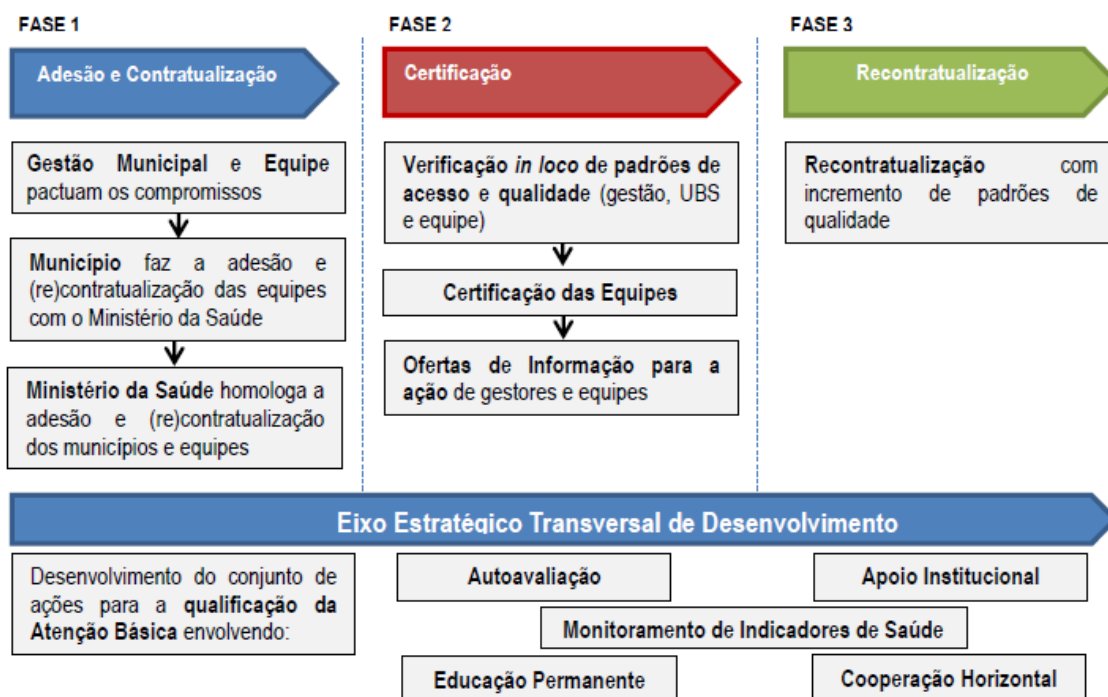 FASE 1
Adesão e Contratualização
Gestão Municipal e Equipe
pactuam os compromissos
Município faz a adesão e
(re)contratualização das equipes
com o Ministério da Saúde
Ministério da Saúde homologa a
adesão e (re)contratualização
dos municípios e equipes
FASE 2
Certificação
Verificação in loco de padrões de
acesso e qualidade (gestão, UBS
e equipe)
Certificação das Equipes
Ofertas de Informação para a
ação de gestores e equipes
FASE 3
Recontratualização
Recontratualização com
incremento de padrões de
qualidade
Eixo Estratégico Transversal de Desenvolvimento
Desenvolvimento do conjunto de
ações para a qualificação da
Atenção Básica envolvendo:
Autoavaliação
Apoio Institucional
Monitoramento de Indicadores de Saúde
Educação Permanente
Cooperação Horizontal